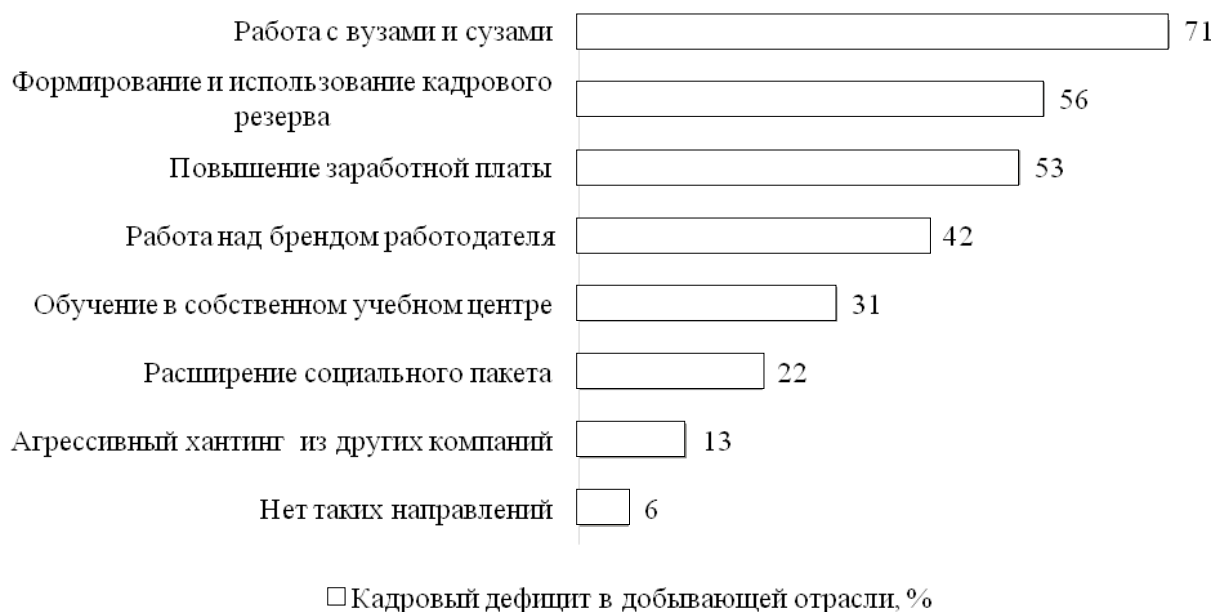 Работа с вузами и сузами 71
Формирование и использование кадрового
резерва 56
Повышение заработной платы 53
Работа над брендом работодателя 42
Обучение в собственном учебном центре 31
Расширение социального пакета 22
Агрессивный хантинг из других компаний 13
Нет таких направлений 6
Кадровый дефицит в добывающей отрасли, %